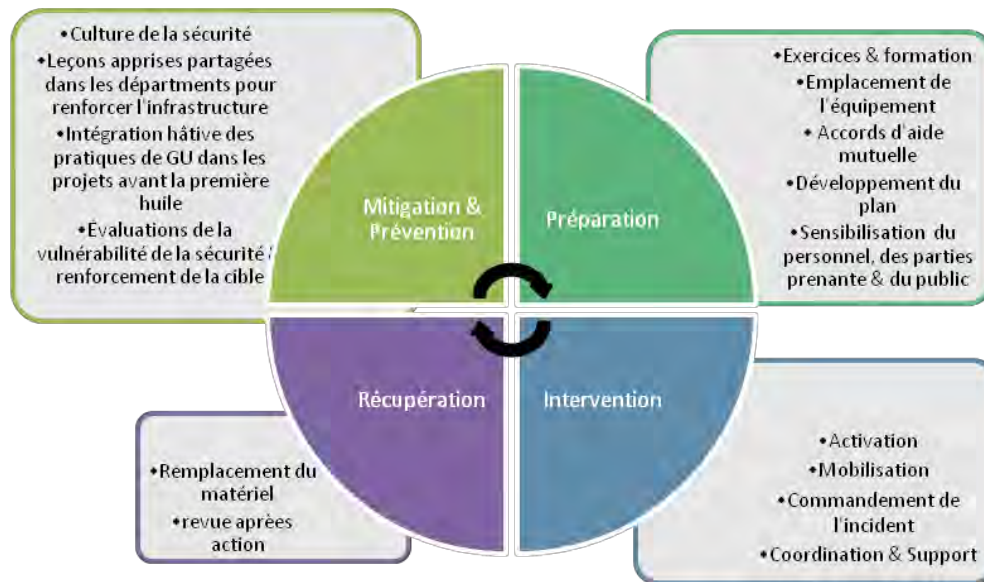 •Culture de la sécurité
•Leçons apprises partagées
dans les départments pour
renforcer l'infrastructure
•Intégration hâtive des
pratiques de GU dans les
projets avant la première
huile
•Évaluations de la
vulnérabilité de la sécurité
renforcement de la cible
Mitigation &
Prévention
Préparation
•Exercices & formation
•Emplacement de
l'équipement
•Accords d'aide
mutuelle
•Développement du
plan
•Sensibilisation du
personnel, des parties
prenante & du public
Récupération
Intervention
•Remplacement du
matériel
•revue aprèes
action
•Activation
•Mobilisation
•Commandement de
l'incident
•Coordination & Support